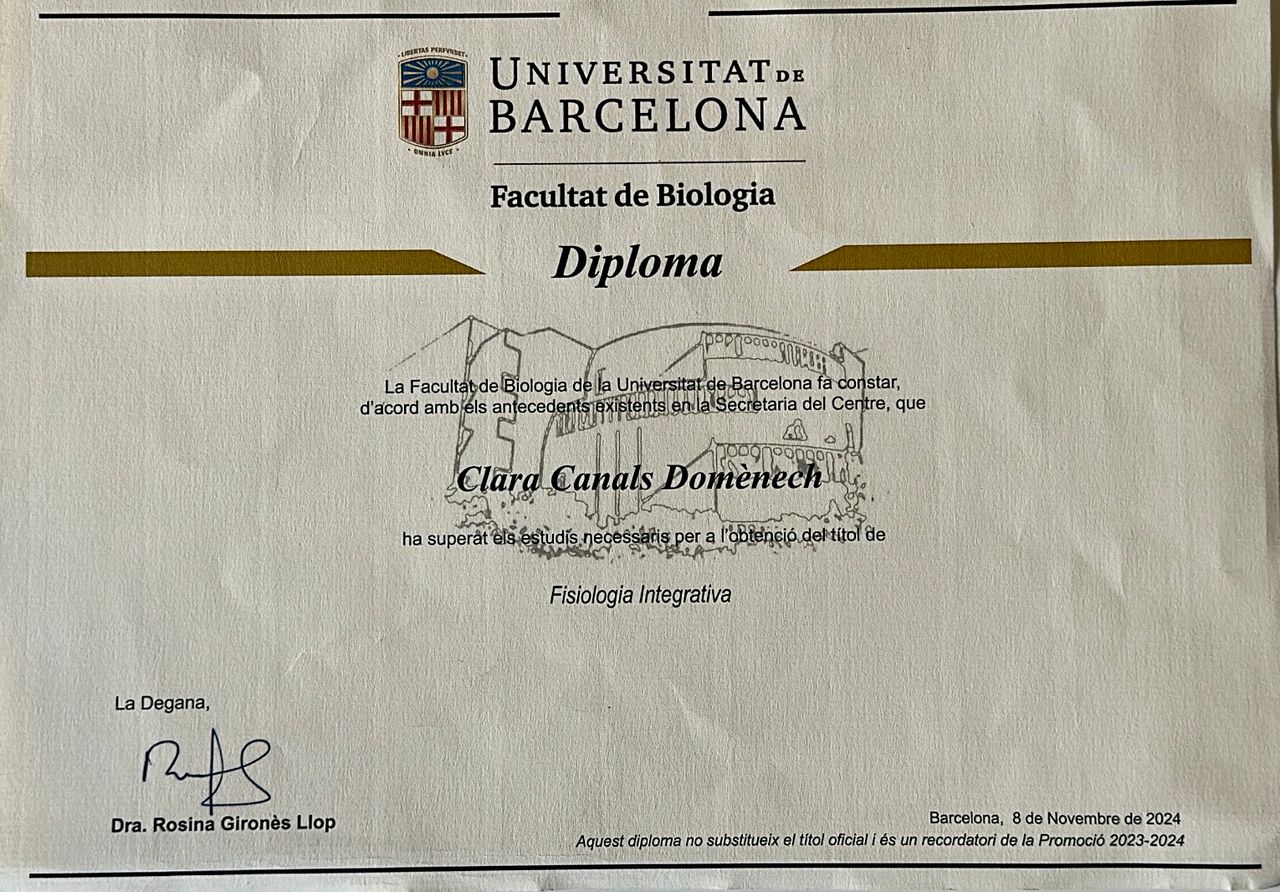 · LIBERTAS PERFVNDET ·
UNIVERSITAT DE
BARCELONA
· OMNIA LVCE ·
Facultat de Biologia
Diploma
La Facultat de Biologia de la Universitat de Barcelona fa constar,
d'acord amb els antecedents existents en la Secretaria del Centre, que
Clara Canals Domènech
ha superat els estudis necessaris per a l'obtenció del títol de
Fisiologia Integrativa
La Degana,
Dra. Rosina Gironès Llop
Barcelona, 8 de Novembre de 2024
Aquest diploma no substitueix el títol oficial i és un recordatori de la Promoció 2023-2024